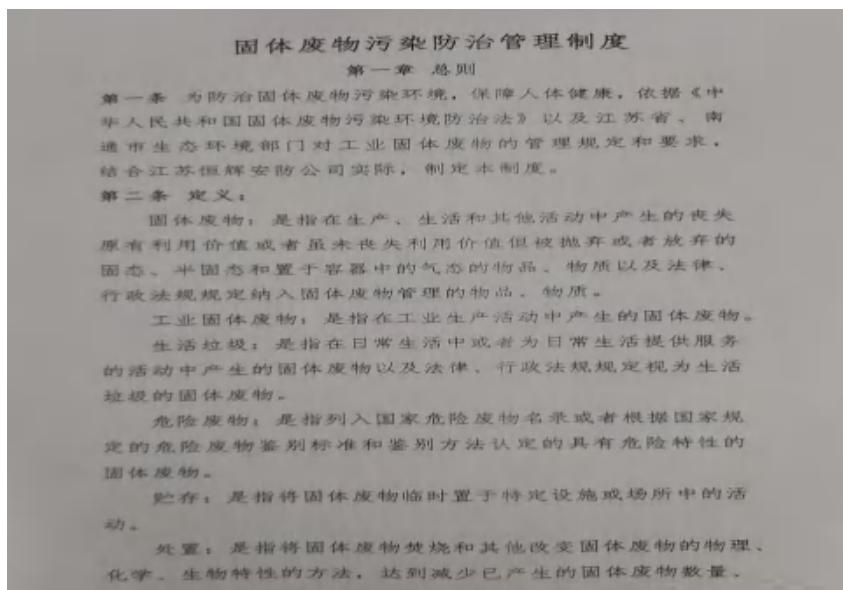 固体废物污染防治管理制度
第一章 总则
第一条 为防治固体废物污染环境，保障人体健康，依据《中
华人民共和国固体废物污染环境防治法》以及江苏省、南
通市生态环境部门对工业固体废物的管理规定和要求，
结合江苏恒辉安防公司实际，制定本制度。
第二条 定义：
固体废物：是指在生产、生活和其他活动中产生的丧失
原有利用价值或者虽未丧失利用价值但被抛弃或者放弃的
固态、半固态和置于容器中的气态的物品、物质以及法律、
行政法规规定纳入固体废物管理的物品、物质。
工业固体废物：是指在工业生产活动中产生的固体废物。
生活垃圾：是指在日常生活中或者为日常生活提供服务
的活动中产生的固体废物以及法律、行政法规规定视为生活
垃圾的固体废物。
危险废物：是指列入国家危险废物名录或者根据国家规
定的危险废物鉴别标准和鉴别方法认定的具有危险特性的
固体废物。
贮存：是指将固体废物临时置于特定设施或场所中的活
动。
处置：是指将固体废物焚烧和其他改变固体废物的物理、
化学、生物特性的方法，达到减少已产生的固体废物数量、